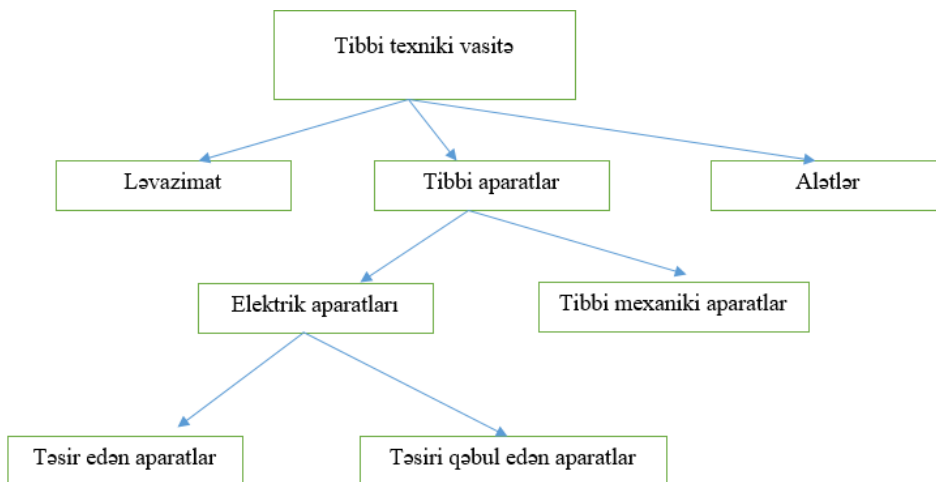 Tibbi texniki vasitə
Ləvazimat
Tibbi aparatlar
Alətlər
Elektrik aparatları
Tibbi mexaniki aparatlar
Təsir edən aparatlar
Təsiri qəbul edən aparatlar